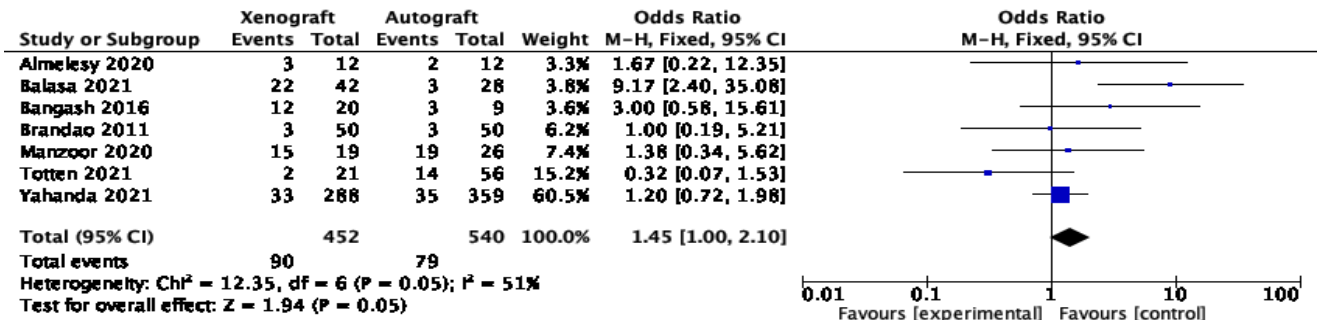 Xenograft Autograft Odds Ratio Odds Ratio
Study or Subgroup Events Total Events Total Weight M-H, Fixed, 95% CI M-H, Fixed, 95% CI
Almelesy 2020 3 12 2 12 3.3% 1.67 [0.22, 12.35]
Balasa 2021 22 42 3 28 3.8% 9.17 [2.40, 35.08]
Bangash 2016 12 20 3 9 3.6% 3.00 [0.58, 15.61]
Brandao 2011 3 50 3 50 6.2% 1.00 [0.19, 5.21]
Manzoor 2020 15 19 19 26 7.4% 1.38 [0.34, 5.62]
Totten 2021 2 21 14 56 15.2% 0.32 [0.07, 1.53]
Yahanda 2021 33 288 35 359 60.5% 1.20 [0.72, 1.98]
Total (95% CI) 452 540 100.0% 1.45 [1.00, 2.10]
Total events 90 79
Heterogeneity: Chi² = 12.35, df = 6 (P = 0.05); I² = 51%
Test for overall effect: Z = 1.94 (P = 0.05)
0.01 0.1 1 10 100
Favours [experimental] Favours [control]